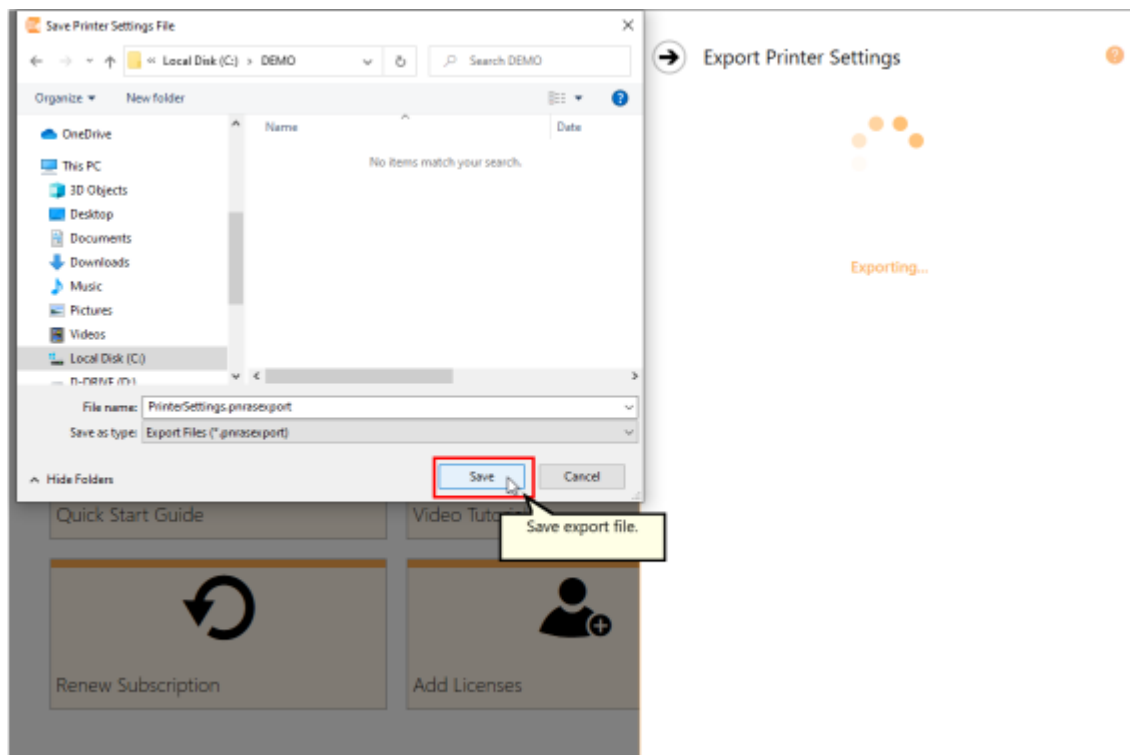 Save Printer Settings File
« Local Disk (C:) › DEMO
Search DEMO
Organize
New folder
OneDrive
This PC
3D Objects
Desktop
Documents
Downloads
Music
Pictures
Videos
Local Disk (C:)
D-DRIVE (D:)
Name
Date
No items match your search.
File name: PrinterSettings.pnrasexport
Save as type: Export Files (*.pnrasexport)
Hide Folders
Save
Cancel
Save export file.
Quick Start Guide
Video
Renew Subscription
Add Licenses
Export Printer Settings
?
Exporting...